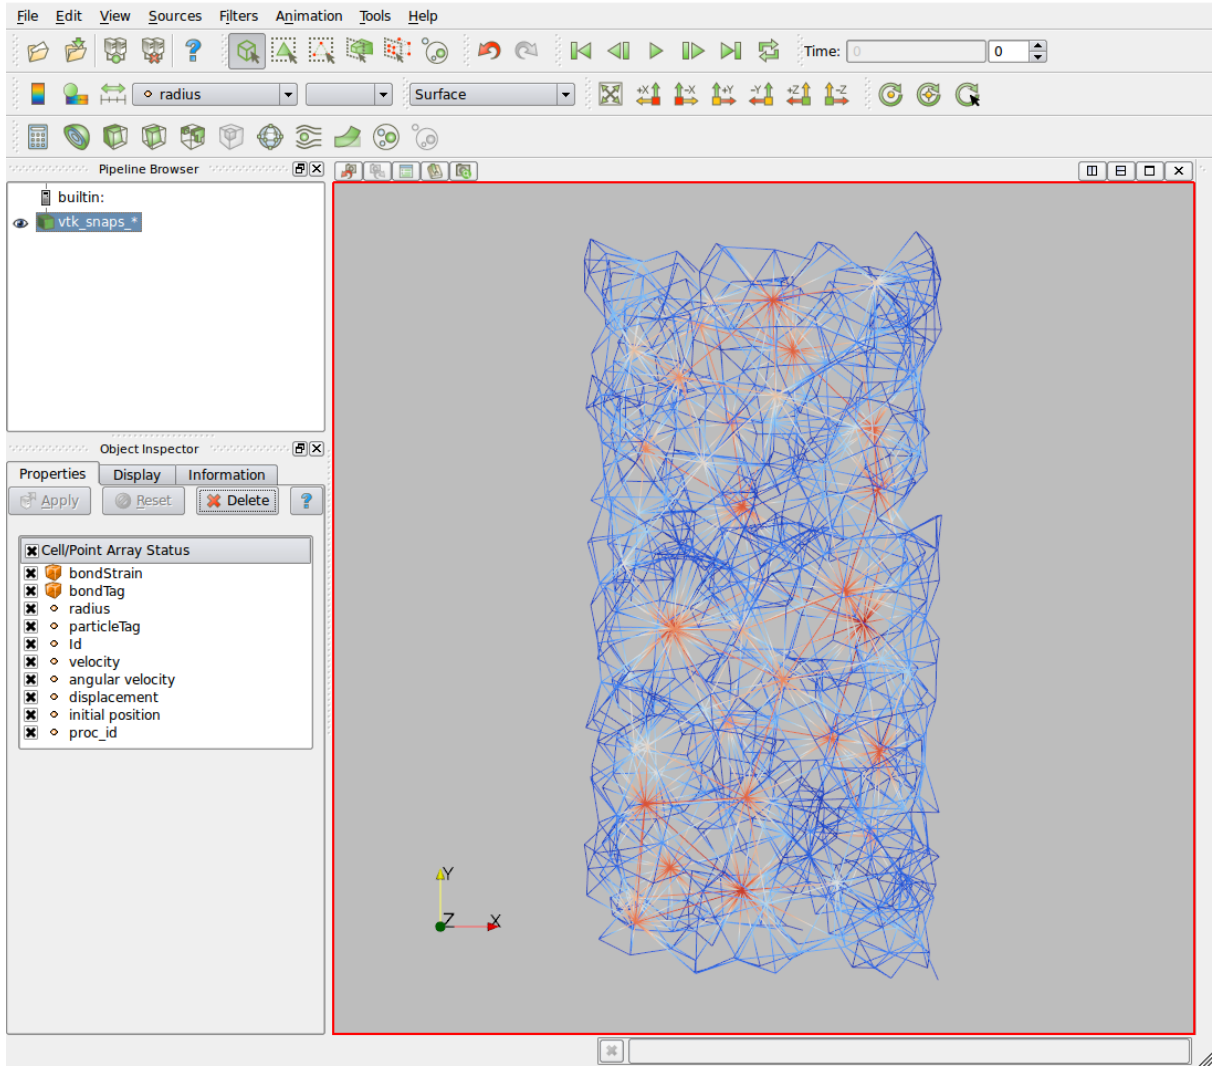 File Edit View Sources Filters Animation Tools Help
Time: 0 0
radius Surface +X -X +Y -Y +Z -Z
Pipeline Browser
builtin:
vtk_snaps_*
Object Inspector
Properties Display Information
Apply Reset Delete ?
Cell/Point Array Status
bondStrain
bondTag
radius
particleTag
Id
velocity
angular velocity
displacement
initial position
proc_id
Y
Z X